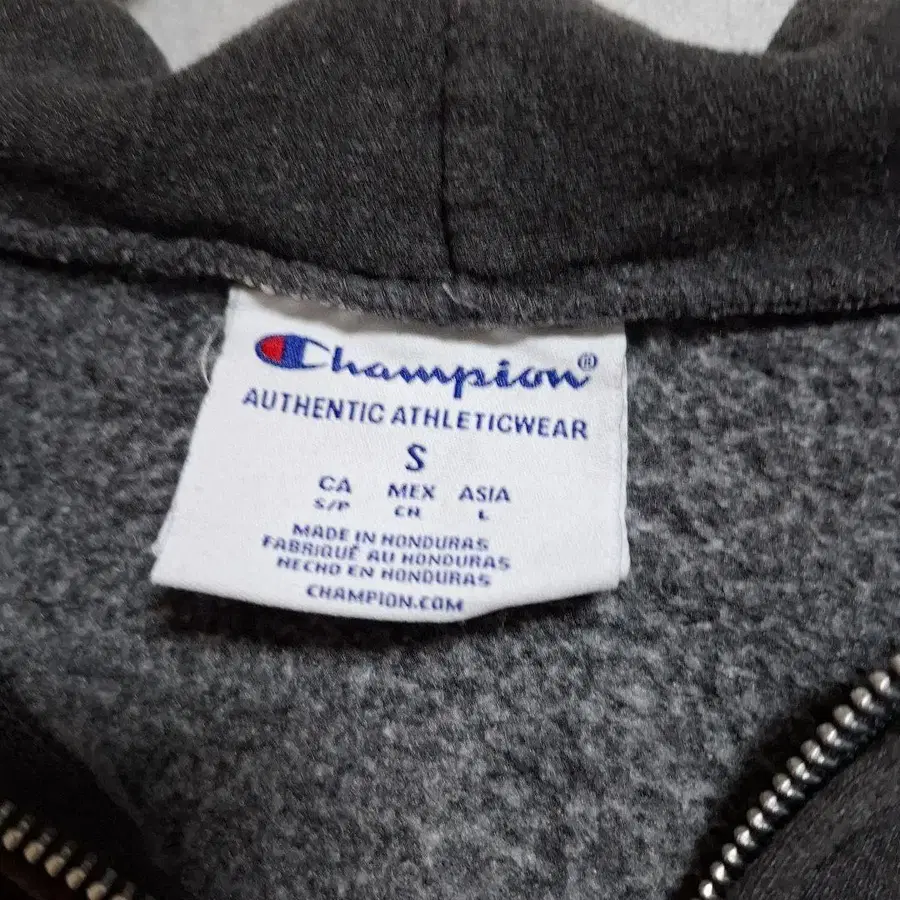 Champion®
AUTHENTIC ATHLETICWEAR
S
CA MEX ASIA
S/P CH L
MADE IN HONDURAS
FABRIQUÉ AU HONDURAS
HECHO EN HONDURAS
CHAMPION.COM